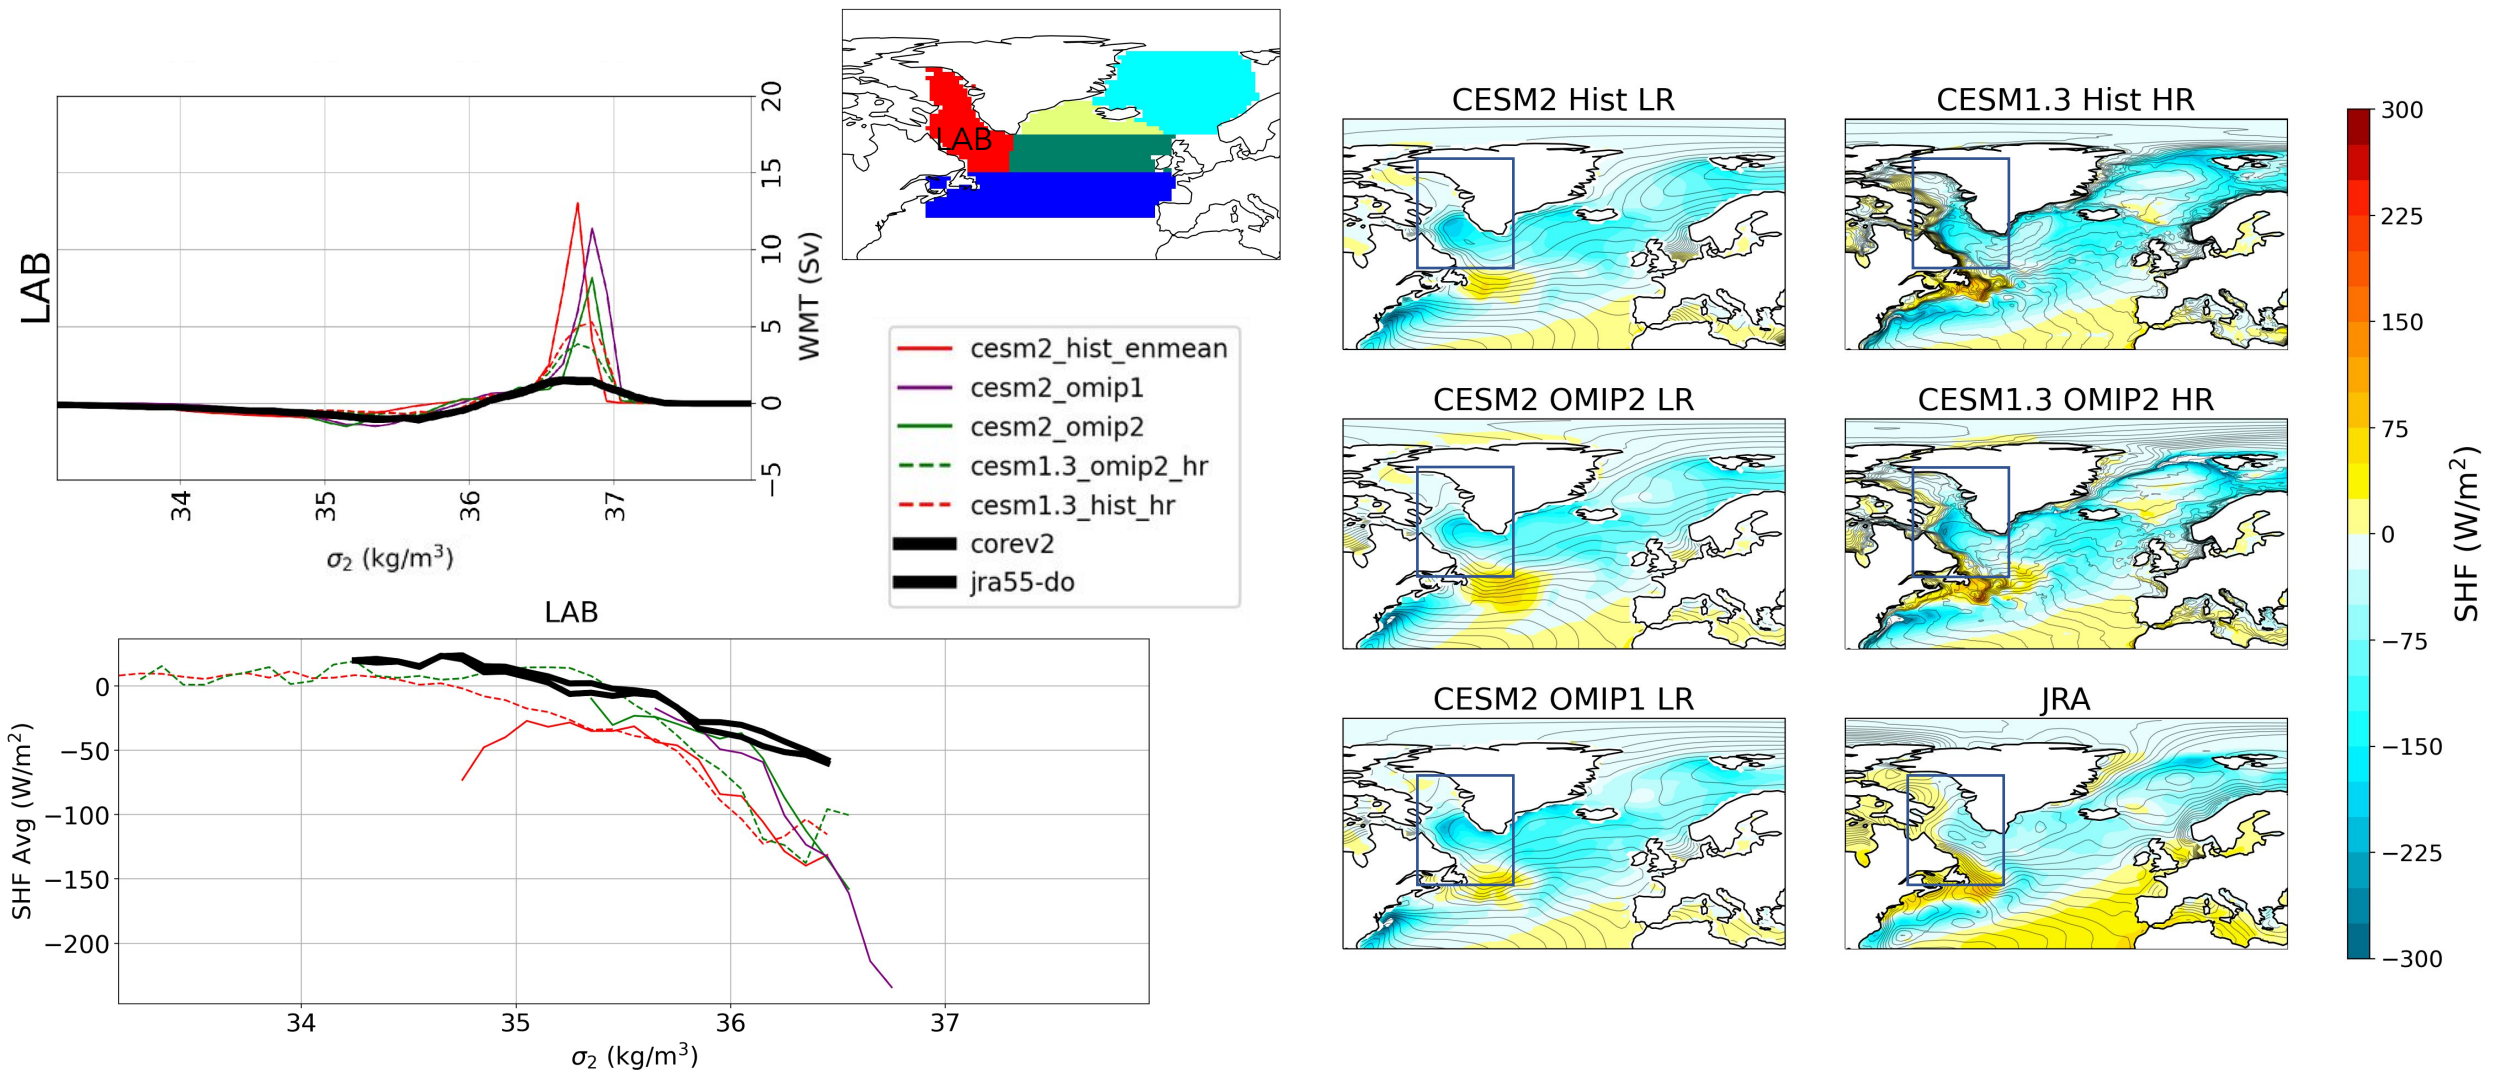 LAB
20
15
10
5
0
−5
WMT (Sv)
34
35
36
37
σ2 (kg/m3)
LAB
cesm2_hist_enmean
cesm2_omip1
cesm2_omip2
cesm1.3_omip2_hr
cesm1.3_hist_hr
corev2
jra55-do
LAB
0
−50
−100
−150
−200
SHF Avg (W/m2)
34
35
36
37
σ2 (kg/m3)
CESM2 Hist LR
CESM1.3 Hist HR
CESM2 OMIP2 LR
CESM1.3 OMIP2 HR
CESM2 OMIP1 LR
JRA
300
225
150
75
0
−75
−150
−225
−300
SHF (W/m2)